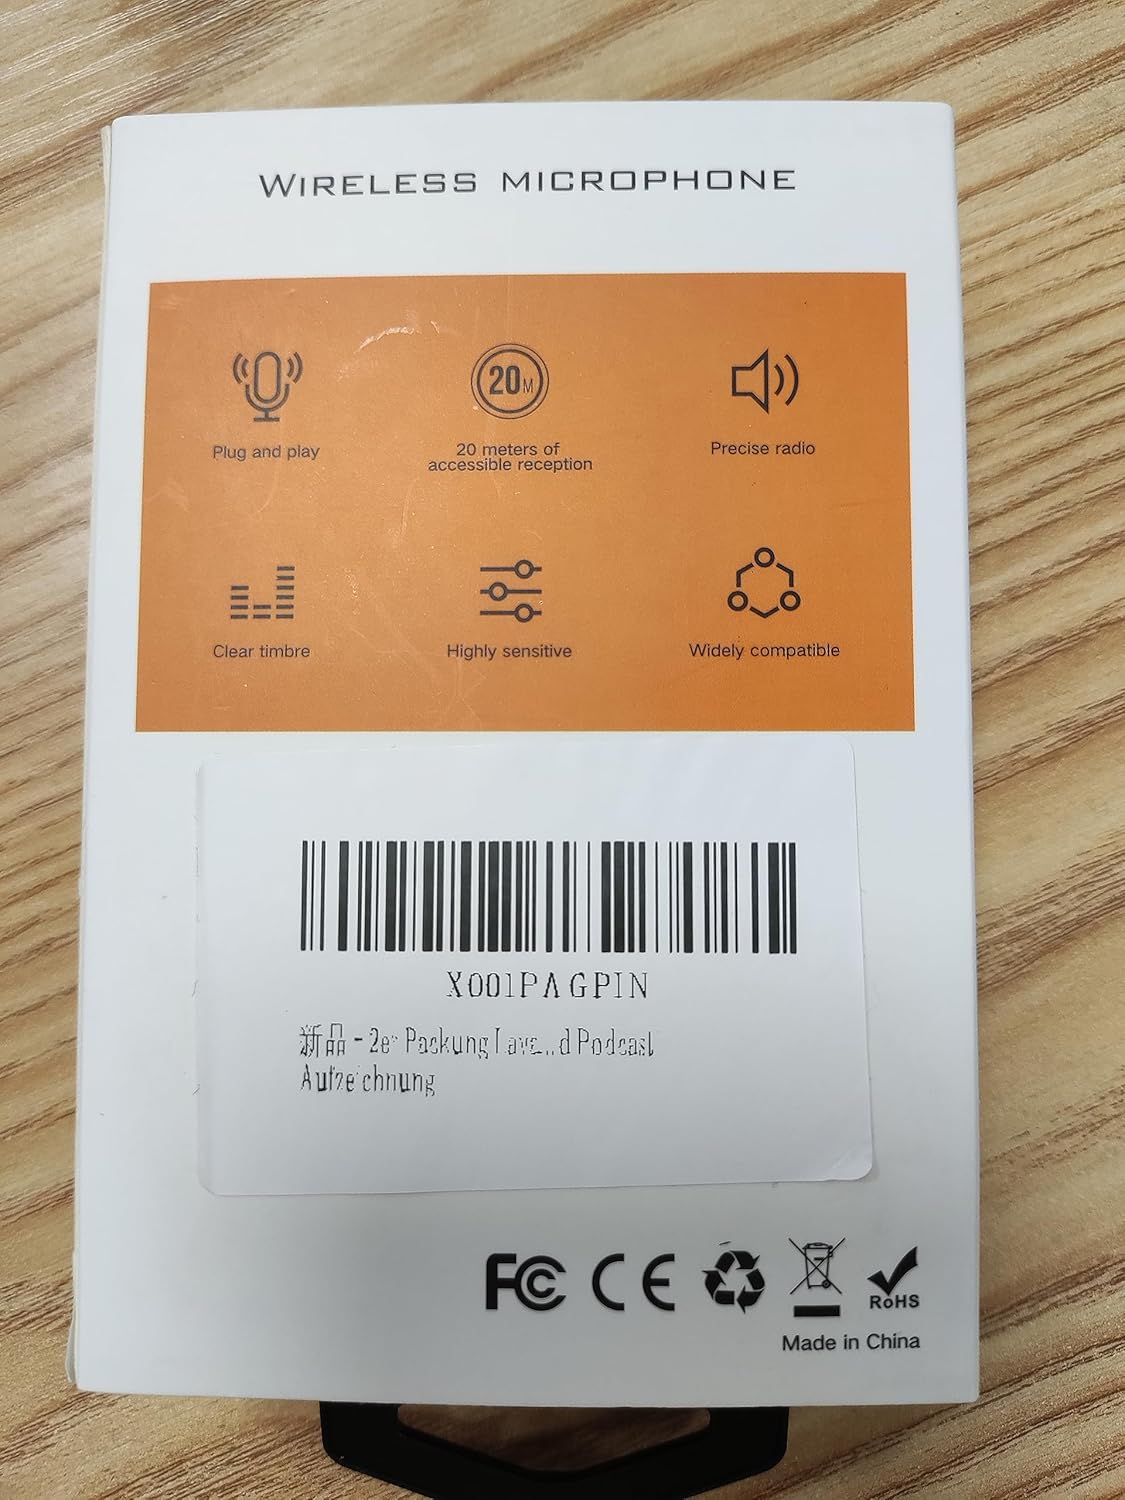 WIRELESS MICROPHONE
20M
Plug and play
20 meters of
accessible reception
Precise radio
Clear timbre
Highly sensitive
Widely compatible
X001PAGPIN
新品 - 2er Packung d Podcast
Aufzeichnung
FC CE
RoHS
Made in China